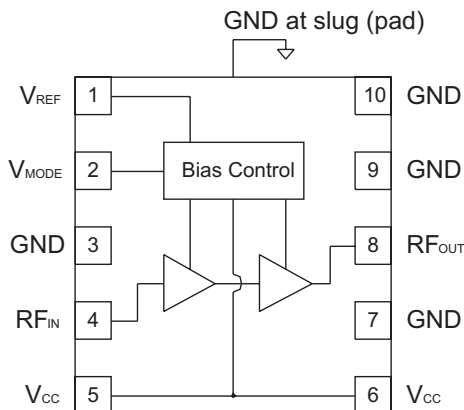 GND at slug (pad)
VREF 1 10 GND
VMODE 2 Bias Control 9 GND
GND 3 8 RFOUT
RFIN 4 7 GND
VCC 5 6 VCC